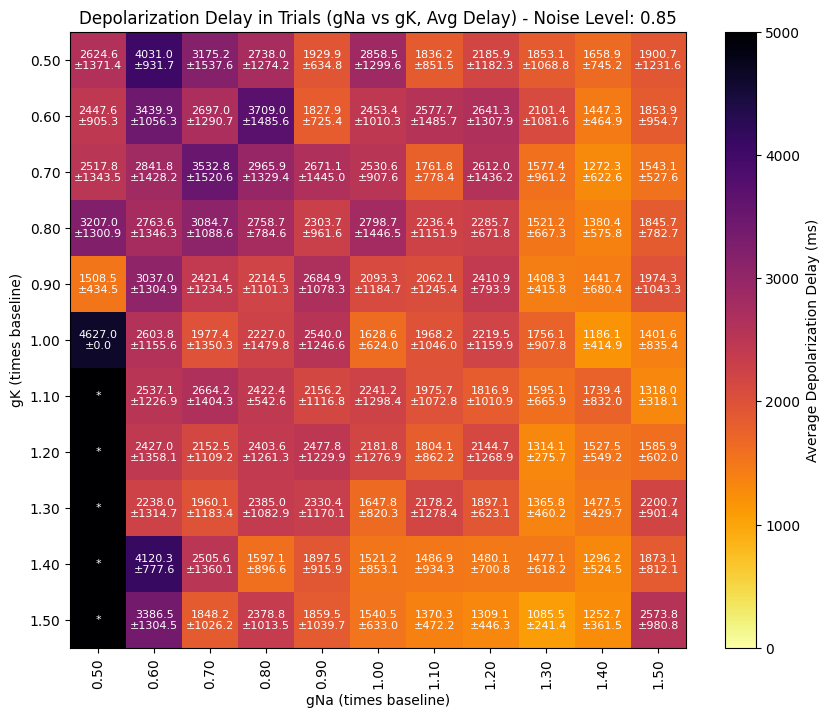 Depolarization Delay in Trials (gNa vs gK, Avg Delay) - Noise Level: 0.85
0.50 2624.6 4031.0 3175.2 2738.0 1929.9 2858.5 1836.2 2185.9 1853.1 1658.9 1900.7
±1371.4 ±931.7 ±1537.6 ±1274.2 ±634.8 ±1299.6 ±851.5 ±1182.3 ±1068.8 ±745.2 ±1231.6
0.60 2447.6 3439.9 2697.0 3709.0 1827.9 2453.4 2577.7 2641.3 2101.4 1447.3 1853.9
±905.3 ±1056.3 ±1290.7 ±1485.6 ±725.4 ±1010.3 ±1485.7 ±1307.9 ±1081.6 ±464.9 ±954.7
0.70 2517.8 2841.8 3532.8 2965.9 2671.1 2530.6 1761.8 2612.0 1577.4 1272.3 1543.1
±1343.5 ±1428.2 ±1520.6 ±1329.4 ±1445.0 ±907.6 ±778.4 ±1436.2 ±961.2 ±622.6 ±527.6
0.80 3207.0 2763.6 3084.7 2758.7 2303.7 2798.7 2236.4 2285.7 1521.2 1380.4 1845.7
±1300.9 ±1346.3 ±1088.6 ±784.6 ±961.6 ±1446.5 ±1151.9 ±671.8 ±667.3 ±575.8 ±782.7
0.90 1508.5 3037.0 2421.4 2214.5 2684.9 2093.3 2062.1 2410.9 1408.3 1441.7 1974.3
±434.5 ±1304.9 ±1234.5 ±1101.3 ±1078.3 ±1184.7 ±1245.4 ±793.9 ±415.8 ±680.4 ±1043.3
1.00 4627.0 2603.8 1977.4 2227.0 2540.0 1628.6 1968.2 2219.5 1756.1 1186.1 1401.6
±0.0 ±1155.6 ±1350.3 ±1479.8 ±1246.6 ±624.0 ±1046.0 ±1159.9 ±907.8 ±414.9 ±835.4
1.10 * 2537.1 2664.2 2422.4 2156.2 2241.2 1975.7 1816.9 1595.1 1739.4 1318.0
±1226.9 ±1404.3 ±542.6 ±1116.8 ±1298.4 ±1072.8 ±1010.9 ±665.9 ±832.0 ±318.1
1.20 * 2427.0 2152.5 2403.6 2477.8 2181.8 1804.1 2144.7 1314.1 1527.5 1585.9
±1358.1 ±1109.2 ±1261.3 ±1229.9 ±1276.9 ±862.2 ±1268.9 ±275.7 ±549.2 ±602.0
1.30 * 2238.0 1960.1 2385.0 2330.4 1647.8 2178.2 1897.1 1365.8 1477.5 2200.7
±1314.7 ±1183.4 ±1082.9 ±1170.1 ±820.3 ±1278.4 ±623.1 ±460.2 ±429.7 ±901.4
1.40 * 4120.3 2505.6 1597.1 1897.5 1521.2 1486.9 1480.1 1477.1 1296.2 1873.1
±777.6 ±1360.1 ±896.6 ±915.9 ±853.1 ±934.3 ±700.8 ±618.2 ±524.5 ±812.1
1.50 * 3386.5 1848.2 2378.8 1859.5 1540.5 1370.3 1309.1 1085.5 1252.7 2573.8
±1304.5 ±1026.2 ±1013.5 ±1039.7 ±633.0 ±472.2 ±446.3 ±241.4 ±361.5 ±980.8
0.50 0.60 0.70 0.80 0.90 1.00 1.10 1.20 1.30 1.40 1.50
gNa (times baseline)
gK (times baseline)
5000
4000
3000
2000
1000
0
Average Depolarization Delay (ms)